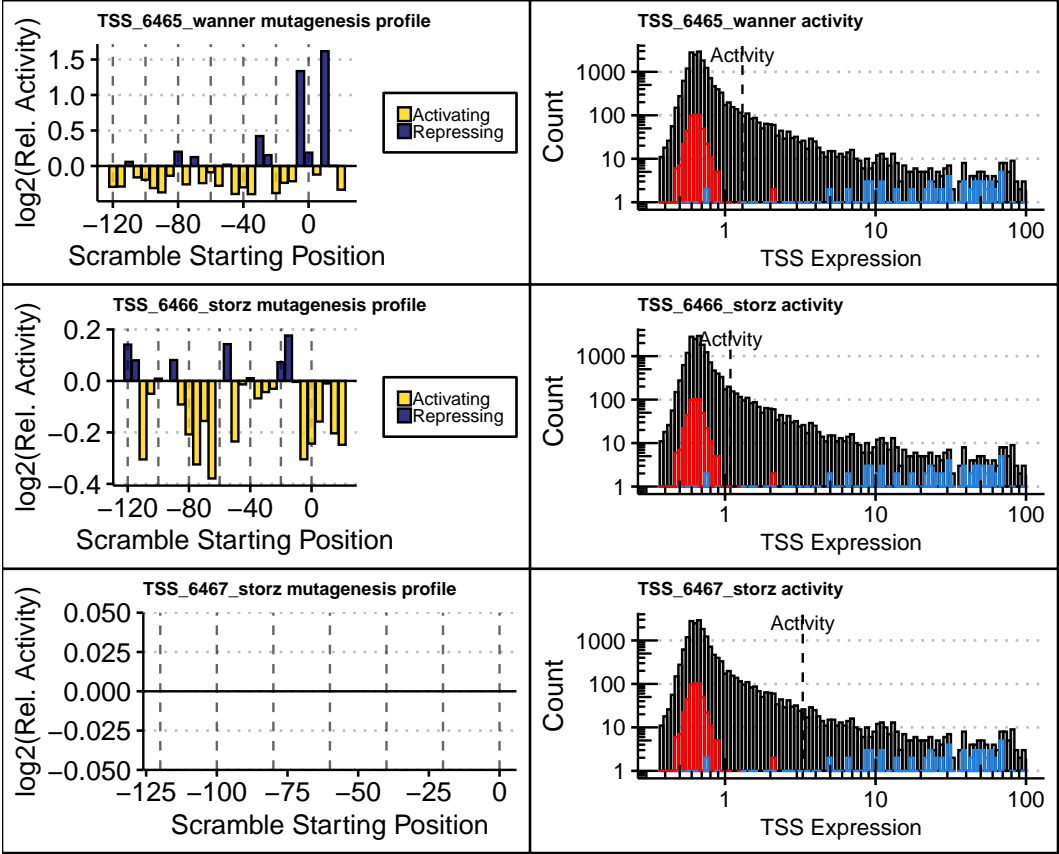 TSS_6465_wanner mutagenesis profile
log2(Rel. Activity)
1.5
1.0
0.5
0.0
−120 −80 −40 0
Scramble Starting Position
Activating
Repressing
TSS_6465_wanner activity
Activity
Count
1000
100
10
1
1 10 100
TSS Expression
TSS_6466_storz mutagenesis profile
log2(Rel. Activity)
0.2
0.0
−0.2
−0.4
−120 −80 −40 0
Scramble Starting Position
Activating
Repressing
TSS_6466_storz activity
Activity
Count
1000
100
10
1
1 10 100
TSS Expression
TSS_6467_storz mutagenesis profile
log2(Rel. Activity)
0.050
0.025
0.000
−0.025
−0.050
−125 −100 −75 −50 −25 0
Scramble Starting Position
TSS_6467_storz activity
Activity
Count
1000
100
10
1
1 10 100
TSS Expression